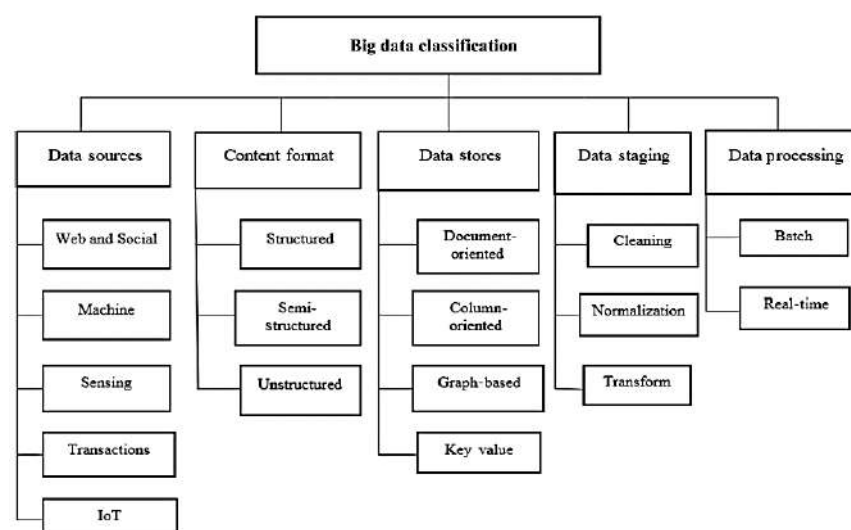 Big data classification
Data sources
Content format
Data stores
Data staging
Data processing
Web and Social
Machine
Sensing
Transactions
IoT
Structured
Semi-
structured
Unstructured
Document-
oriented
Column-
oriented
Graph-based
Key value
Cleaning
Normalization
Transform
Batch
Real-time